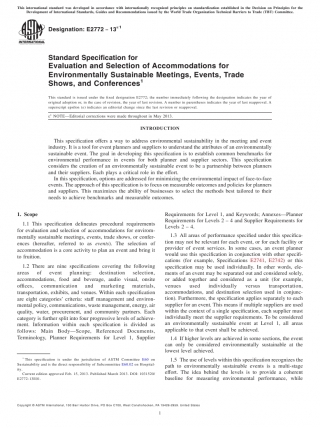 This international standard was developed in accordance with internationally recognized principles on standardization established in the Decision on Principles for the
Development of International Standards, Guides and Recommendations issued by the World Trade Organization Technical Barriers to Trade (TBT) Committee.
Designation: E2772 − 13ε1
Standard Specification for
Evaluation and Selection of Accommodations for
Environmentally Sustainable Meetings, Events, Trade
Shows, and Conferences1
This standard is issued under the fixed designation E2772; the number immediately following the designation indicates the year of
original adoption or, in the case of revision, the year of last revision. A number in parentheses indicates the year of last reapproval. A
superscript epsilon (ε) indicates an editorial change since the last revision or reapproval.
ε1 NOTE—Editorial corrections were made throughout in May 2013.
INTRODUCTION
This specification offers a way to address environmental sustainability in the meeting and event
industry. It is a tool for event planners and suppliers to understand the attributes of an environmentally
sustainable event. The goal in developing this specification is to establish common benchmarks for
environmental performance in events for both planner and supplier sectors. This specification
considers the creation of an environmentally sustainable event to be a partnership between planners
and their suppliers. Each plays a critical role in the effort.
In this specification, options are addressed for minimizing the environmental impact of face-to-face
events. The approach of this specification is to focus on measurable outcomes and policies for planners
and suppliers. This maximizes the ability of businesses to select the methods best tailored to their
needs to achieve benchmarks and measurable outcomes.
1. Scope
1.1 This specification delineates procedural requirements
for evaluation and selection of accommodations for environ-
mentally sustainable meetings, events, trade shows, or confer-
ences (hereafter, referred to as events). The selection of
accommodation is a core activity to plan an event and bring it
to fruition.
1.2 There are nine specifications covering the following
areas of event planning: destination selection,
accommodations, food and beverage, audio visual, onsite
offices, communication and marketing materials,
transportation, exhibits, and venues. Within each specification
are eight categories' criteria: staff management and environ-
mental policy, communications, waste management, energy, air
quality, water, procurement, and community partners. Each
category is further split into four progressive levels of achieve-
ment. Information within each specification is divided as
follows: Main Body—Scope, Referenced Documents,
Terminology, Planner Requirements for Level 1, Supplier
Requirements for Level 1, and Keywords, Annexes—Planner
Requirements for Levels 2 – 4 and Supplier Requirements for
Levels 2 – 4.
1.3 All areas of performance specified under this specifica-
tion may not be relevant for each event, or for each facility or
provider of event services. In some cases, an event planner
would use this specification in conjunction with other specifi-
cations (for example, Specifications E2741, E2743) or this
specification may be used individually. In other words, ele-
ments of an event may be separated out and considered solely,
or added together and considered as a unit (for example,
venues used individually versus transportation,
accommodations, and destination selection used in conjunc-
tion). Furthermore, the specification applies separately to each
supplier for an event. This means if multiple suppliers are used
within the context of a single specification, each supplier must
individually meet the supplier requirements. To be considered
an environmentally sustainable event at Level 1, all areas
applicable to that event shall be achieved.
1.4 If higher levels are achieved in some sections, the event
can only be considered environmentally sustainable at the
lowest level achieved.
1.5 The use of levels within this specification recognizes the
path to environmentally sustainable events is a multi-stage
effort. The idea behind the levels is to provide a coherent
baseline for measuring environmental performance, while
1 This specification is under the jurisdiction of ASTM Committee E60 on
Sustainability and is the direct responsibility of Subcommittee E60.02 on Hospital-
ity.
Current edition approved Feb. 15, 2013. Published March 2013. DOI: 10.1520/
E2772-13E01.
Copyright © ASTM International, 100 Barr Harbor Drive, PO Box C700, West Conshohocken, PA 19428-2959. United States
1